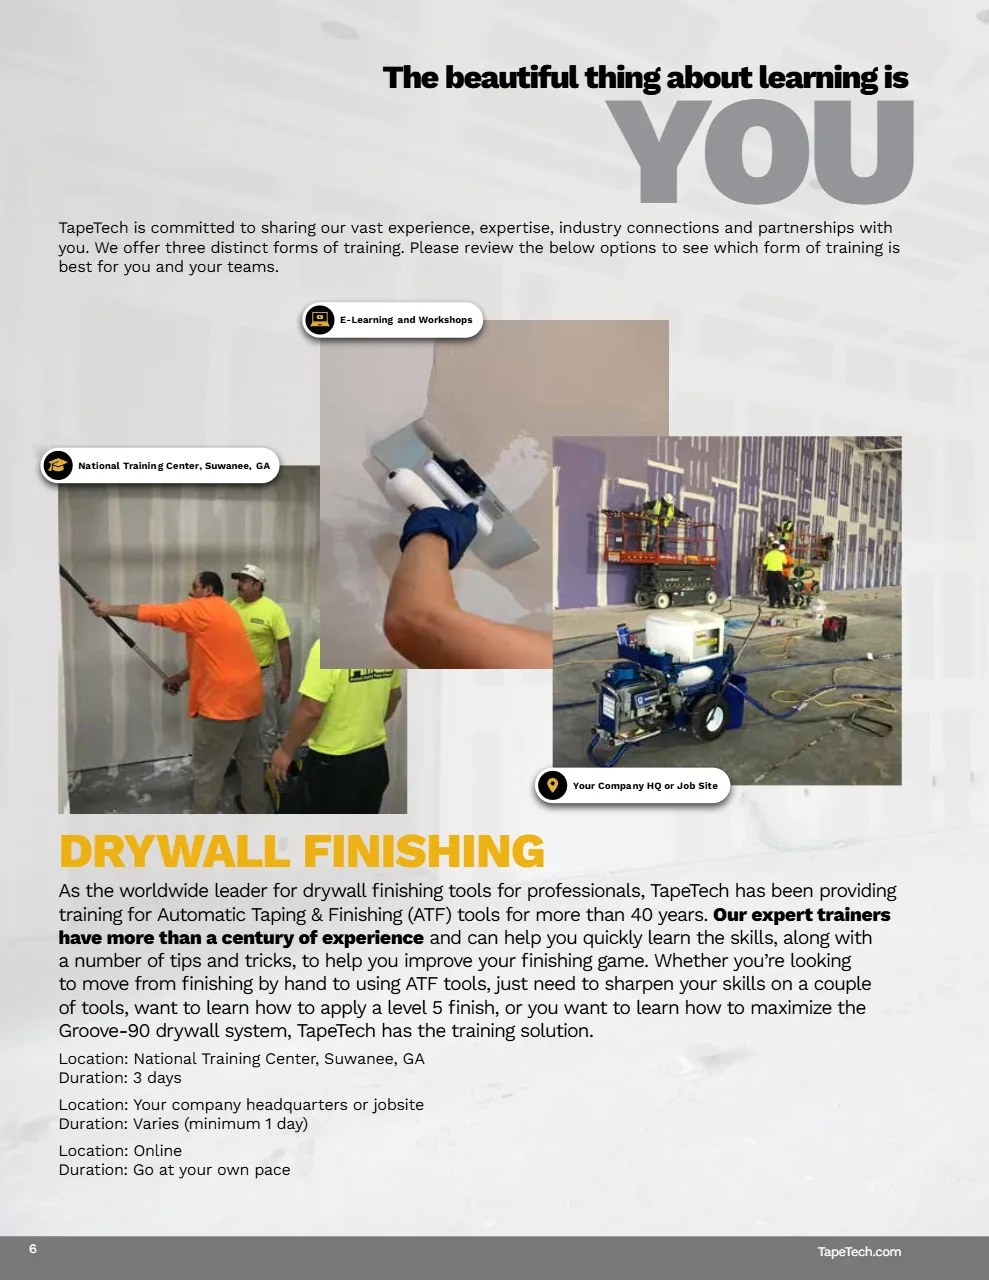 The beautiful thing about learning is
YOU
TapeTech is committed to sharing our vast experience, expertise, industry connections and partnerships with
you. We offer three distinct forms of training. Please review the below options to see which form of training is
best for you and your teams.
E-Learning and Workshops
National Training Center, Suwanee, GA
Your Company HQ or Job Site
DRYWALL FINISHING
As the worldwide leader for drywall finishing tools for professionals, TapeTech has been providing
training for Automatic Taping & Finishing (ATF) tools for more than 40 years. Our expert trainers
have more than a century of experience and can help you quickly learn the skills, along with
a number of tips and tricks, to help you improve your finishing game. Whether you’re looking
to move from finishing by hand to using ATF tools, just need to sharpen your skills on a couple
of tools, want to learn how to apply a level 5 finish, or you want to learn how to maximize the
Groove-90 drywall system, TapeTech has the training solution.
Location: National Training Center, Suwanee, GA
Duration: 3 days
Location: Your company headquarters or jobsite
Duration: Varies (minimum 1 day)
Location: Online
Duration: Go at your own pace
6
TapeTech.com